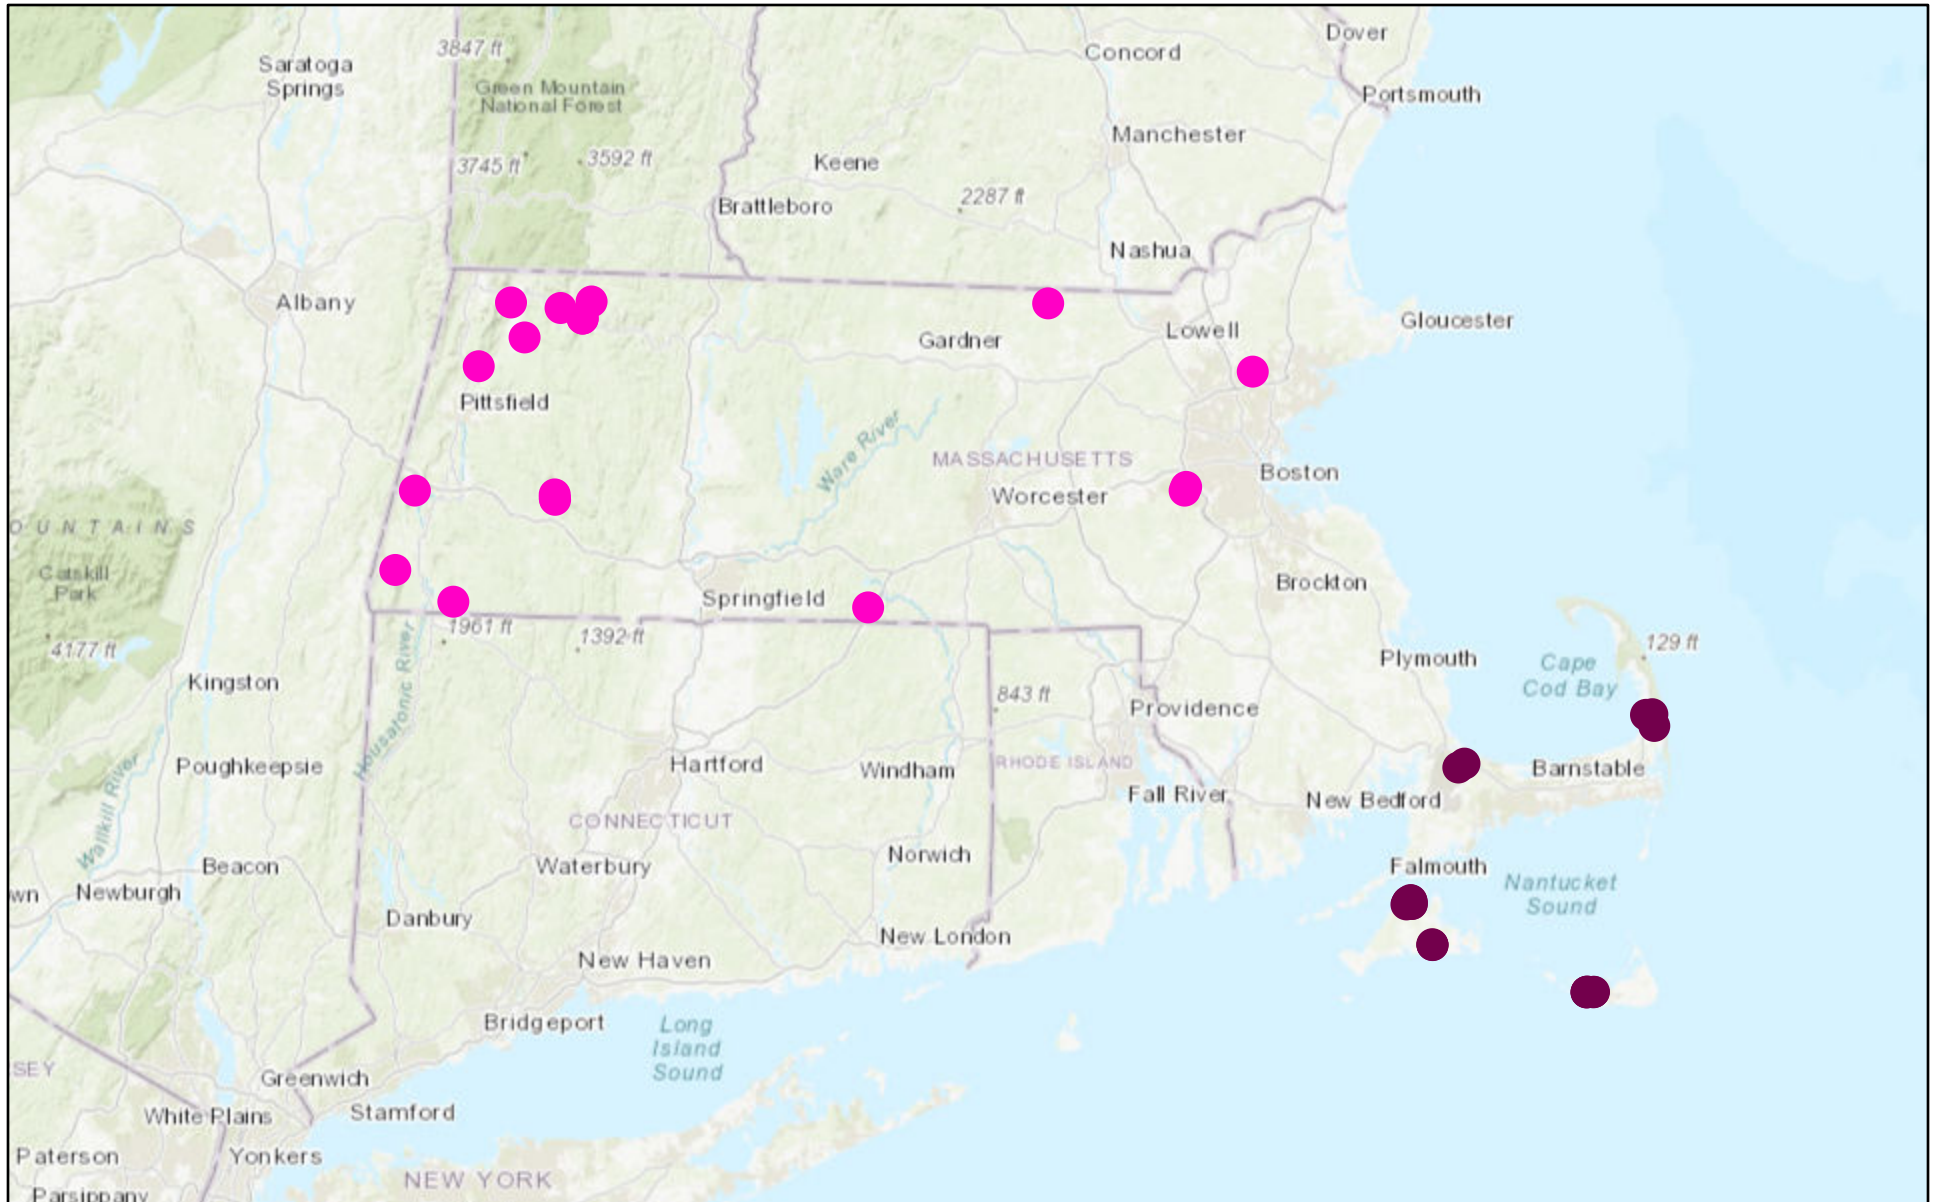 Dover
3847 ft
Concord
Saratoga
Springs
Green Mountain
National Forest
Portsmouth
Manchester
3745 ft
3592 ft
Keene
2287 ft
Brattleboro
Nashua
Albany
Gloucester
Lowell
Gardner
Pittsfield
Ware River
MASSACHUSETTS
Boston
Worcester
OUNTAINS
Catskill
Park
Brockton
Springfield
1961 ft
1392 ft
4177 ft
129 ft
Plymouth
Cape
Cod Bay
Kingston
843 ft
Providence
Housatonic River
Poughkeepsie
Hartford
Windham
RHODE ISLAND
Barnstable
Fall River
New Bedford
Wallkill River
CONNECTICUT
Norwich
Beacon
Waterbury
Falmouth
Nantucket
Sound
wn
Newburgh
Danbury
New London
New Haven
Bridgeport
Long
Island
Sound
SEY
Greenwich
White Plains
Stamford
Paterson
Yonkers
NEW YORK
Parsippany